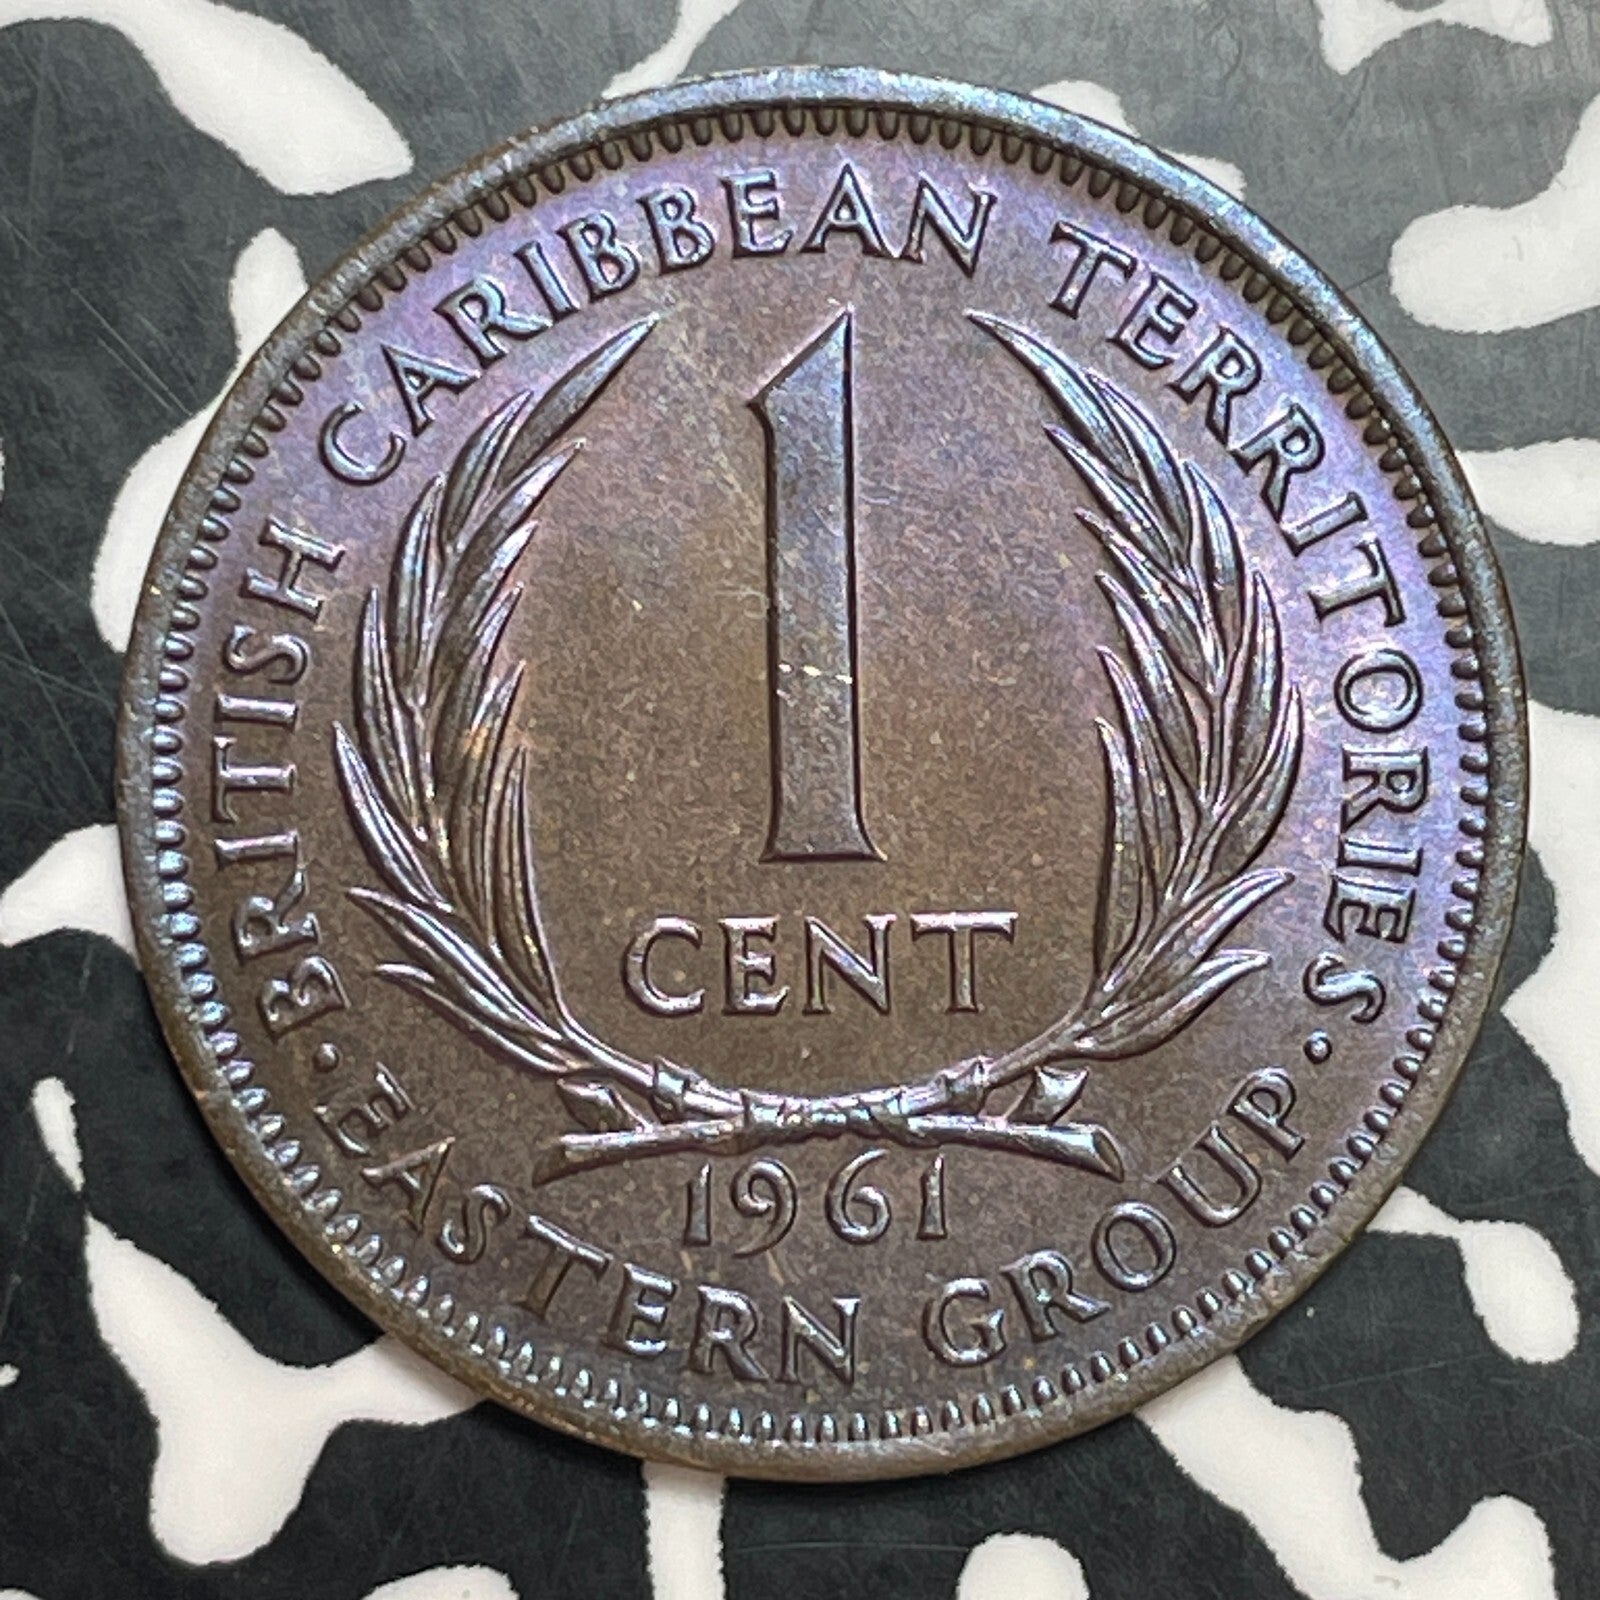 BRITISH CARIBBEAN TERRITORIES
1
CENT
1961
· EASTERN GROUP ·